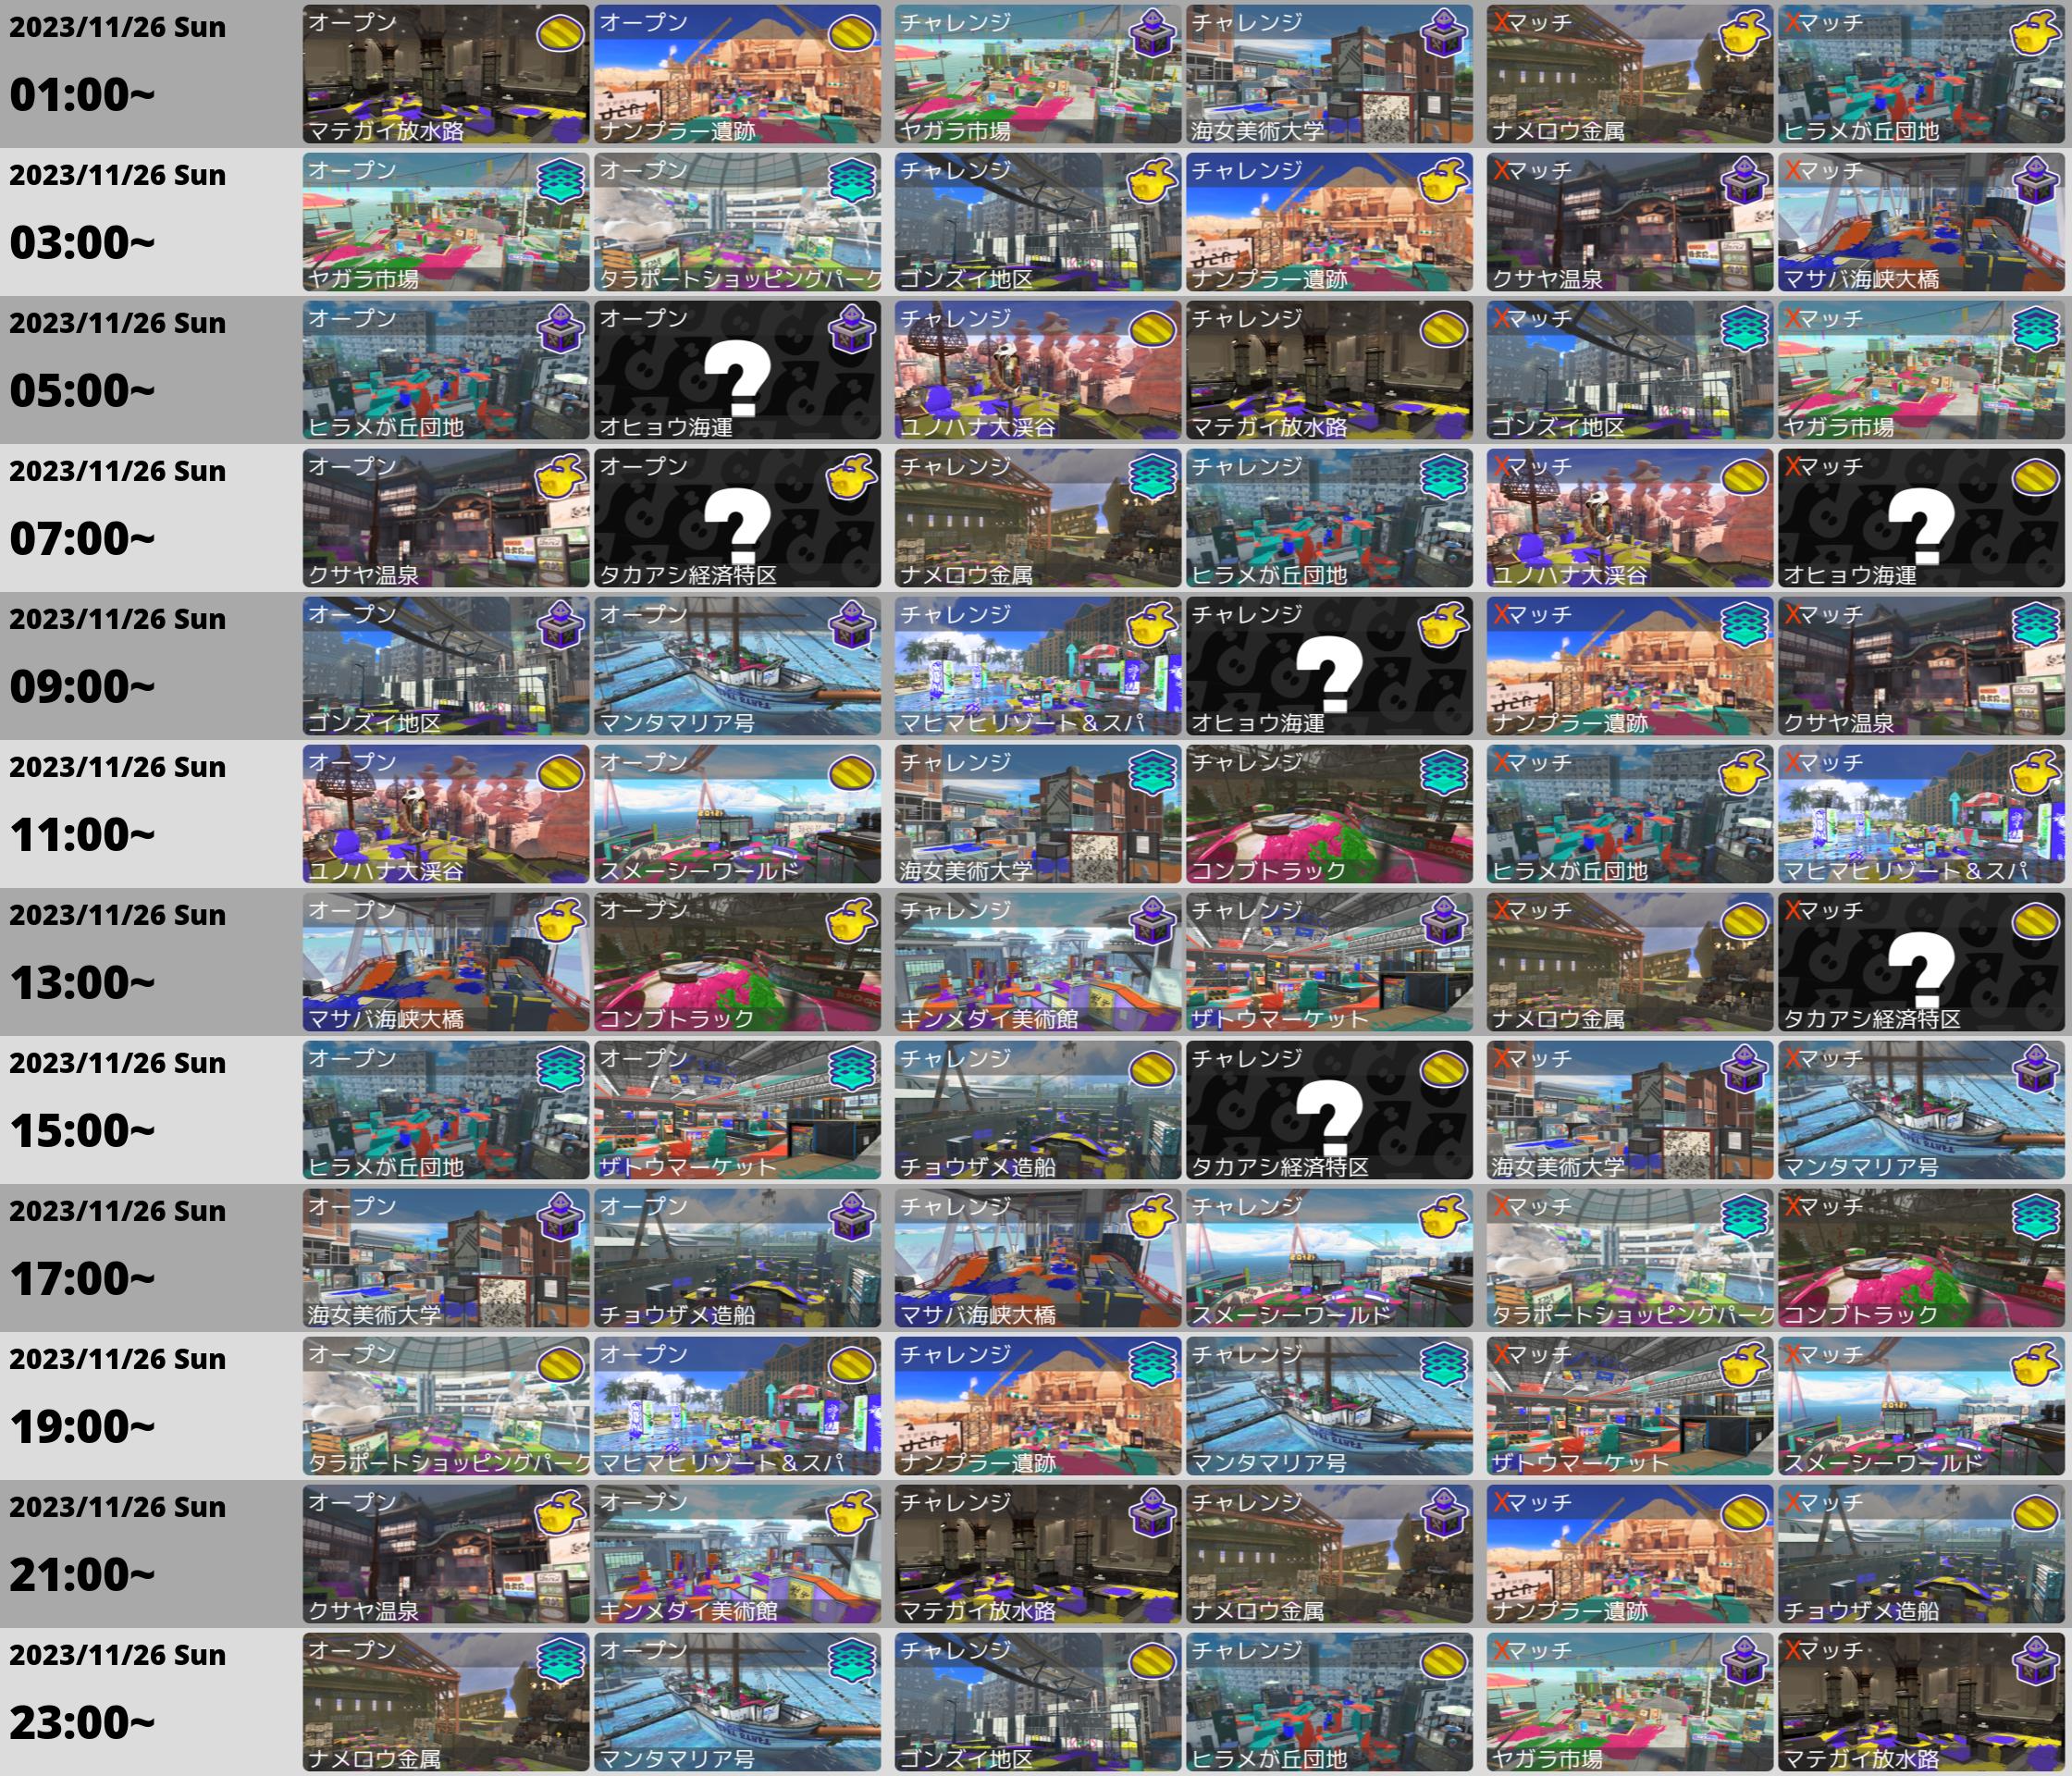 2023/11/26 Sun
01:00~
オープン オープン チャレンジ チャレンジ Xマッチ Xマッチ
マテガイ放水路 ナンプラー遺跡 ヤガラ市場 海女美術大学 ナメロウ金属 ヒラメが丘団地
2023/11/26 Sun
03:00~
オープン オープン チャレンジ チャレンジ Xマッチ Xマッチ
ヤガラ市場 タラポートショッピングパーク ゴンズイ地区 ナンプラー遺跡 クサヤ温泉 マサバ海峡大橋
2023/11/26 Sun
05:00~
オープン オープン チャレンジ チャレンジ Xマッチ Xマッチ
?
ヒラメが丘団地 オヒョウ海運 ユノハナ大渓谷 マテガイ放水路 ゴンズイ地区 ヤガラ市場
2023/11/26 Sun
07:00~
オープン オープン チャレンジ チャレンジ Xマッチ Xマッチ
? ?
クサヤ温泉 タカアシ経済特区 ナメロウ金属 ヒラメが丘団地 ユノハナ大渓谷 オヒョウ海運
2023/11/26 Sun
09:00~
オープン オープン チャレンジ チャレンジ Xマッチ Xマッチ
?
ゴンズイ地区 マンタマリア号 マヒマヒリゾート＆スパ オヒョウ海運 ナンプラー遺跡 クサヤ温泉
2023/11/26 Sun
11:00~
オープン オープン チャレンジ チャレンジ Xマッチ Xマッチ
ユノハナ大渓谷 スメーシーワールド 海女美術大学 コンブトラック ヒラメが丘団地 マヒマヒリゾート＆スパ
2023/11/26 Sun
13:00~
オープン オープン チャレンジ チャレンジ Xマッチ Xマッチ
?
マサバ海峡大橋 コンブトラック キンメダイ美術館 ザトウマーケット ナメロウ金属 タカアシ経済特区
2023/11/26 Sun
15:00~
オープン オープン チャレンジ チャレンジ Xマッチ Xマッチ
?
ヒラメが丘団地 ザトウマーケット チョウザメ造船 タカアシ経済特区 海女美術大学 マンタマリア号
2023/11/26 Sun
17:00~
オープン オープン チャレンジ チャレンジ Xマッチ Xマッチ
海女美術大学 チョウザメ造船 マサバ海峡大橋 スメーシーワールド タラポートショッピングパーク コンブトラック
2023/11/26 Sun
19:00~
オープン オープン チャレンジ チャレンジ Xマッチ Xマッチ
タラポートショッピングパーク マヒマヒリゾート＆スパ ナンプラー遺跡 マンタマリア号 ザトウマーケット スメーシーワールド
2023/11/26 Sun
21:00~
オープン オープン チャレンジ チャレンジ Xマッチ Xマッチ
クサヤ温泉 キンメダイ美術館 マテガイ放水路 ナメロウ金属 ナンプラー遺跡 チョウザメ造船
2023/11/26 Sun
23:00~
オープン オープン チャレンジ チャレンジ Xマッチ Xマッチ
ナメロウ金属 マンタマリア号 ゴンズイ地区 ヒラメが丘団地 ヤガラ市場 マテガイ放水路